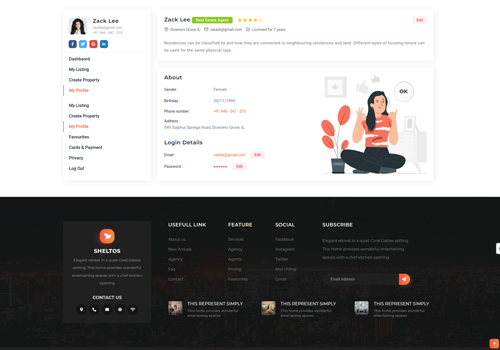 Zack Lee
zackle@gmail.com
+91 846 - 547 - 210
Dashboard
My Listing
Create Property
My Profile
My Listing
Create Property
My Profile
Favourites
Cards & Payment
Privacy
Log Out
Zack Lee
Real Estate Agent
Edit
Downers Grove, IL
zackle@gmail.com
Licensed for 2 years
Residences can be classified by and how they are connected to neighbouring residences and land. Different types of housing tenure can
be used for the same physical type.
About
Gender :
Female
Birthday :
20/11/1995
Phone number :
+91 846 - 547 - 210
Address :
549 Sulphur Springs Road, Downers Grove, IL
Login Details
Email :
zackle@gmail.com
Edit
Password :
Edit
OK
SHELTOS
Elegant retreat in a quiet Coral Gables
setting. This home provides wonderful
entertaining spaces with a chef kitchen
opening.
CONTACT US
USEFULL LINK
About us
New Arrivals
Agency
Faq
Contact
FEATURE
Services
Agency
Agents
Pricing
Favourites
SOCIAL
Facebook
Instagram
Twitter
Mail chimp
Gmail
SUBSCRIBE
Elegant retreat in a quiet Coral Gables setting.
This home provides wonderful entertaining
spaces with a chef kitchen opening.
Email Address
THIS REPRESENT SIMPLY
This home provides wonderful
entertaining spaces
THIS REPRESENT SIMPLY
This home provides wonderful
entertaining spaces
THIS REPRESENT SIMPLY
This home provides wonderful
entertaining spaces